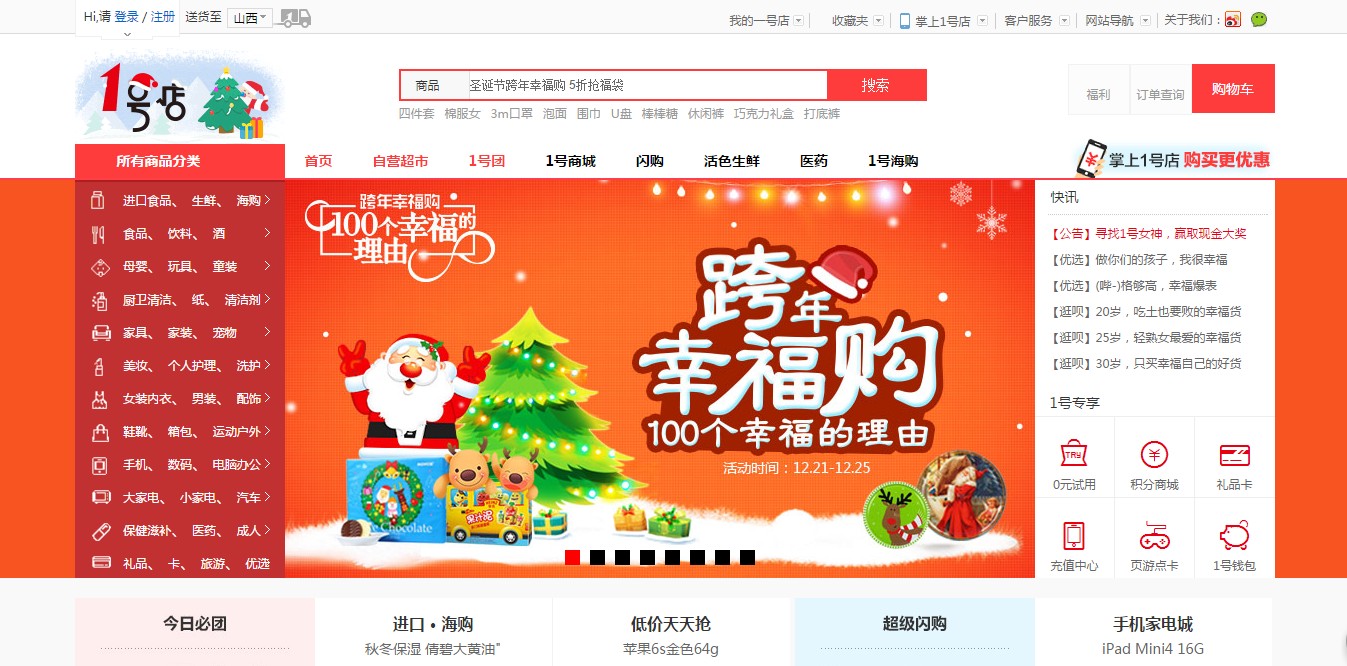 Hi,请 登录 / 注册 送货至 山西 我的一号店 收藏夹 掌上1号店 客户服务 网站导航 关于我们：
1号店
商品 圣诞节跨年幸福购 5折抢福袋 搜索
福利 订单查询 购物车
四件套 棉服女 3m口罩 泡面 围巾 U盘 棒棒糖 休闲裤 巧克力礼盒 打底裤
所有商品分类 首页 自营超市 1号团 1号商城 闪购 活色生鲜 医药 1号海购
掌上1号店 购买更优惠
进口食品、 生鲜、 海购
食品、 饮料、 酒
母婴、 玩具、 童装
厨卫清洁、 纸、 清洁剂
家具、 家装、 宠物
美妆、 个人护理、 洗护
女装内衣、 男装、 配饰
鞋靴、 箱包、 运动户外
手机、 数码、 电脑办公
大家电、 小家电、 汽车
保健滋补、 医药、 成人
礼品、 卡、 旅游、 优选
跨年幸福购
100个幸福的
理由
跨年
幸福购
100个幸福的理由
活动时间：12.21-12.25
Chocolate
果汁泥
快讯
【公告】寻找1号女神，赢取现金大奖
【优选】做你们的孩子，我很幸福
【优选】(哔-)格够高，幸福爆表
【逛呗】20岁，吃土也要败的幸福货
【逛呗】25岁，轻熟女最爱的幸福货
【逛呗】30岁，只买幸福自己的好货
1号专享
TRY
0元试用 积分商城 礼品卡
充值中心 页游点卡 1号钱包
今日必团 进口 • 海购 低价天天抢 超级闪购 手机家电城
秋冬保湿 倩碧大黄油" 苹果6s金色64g iPad Mini4 16G